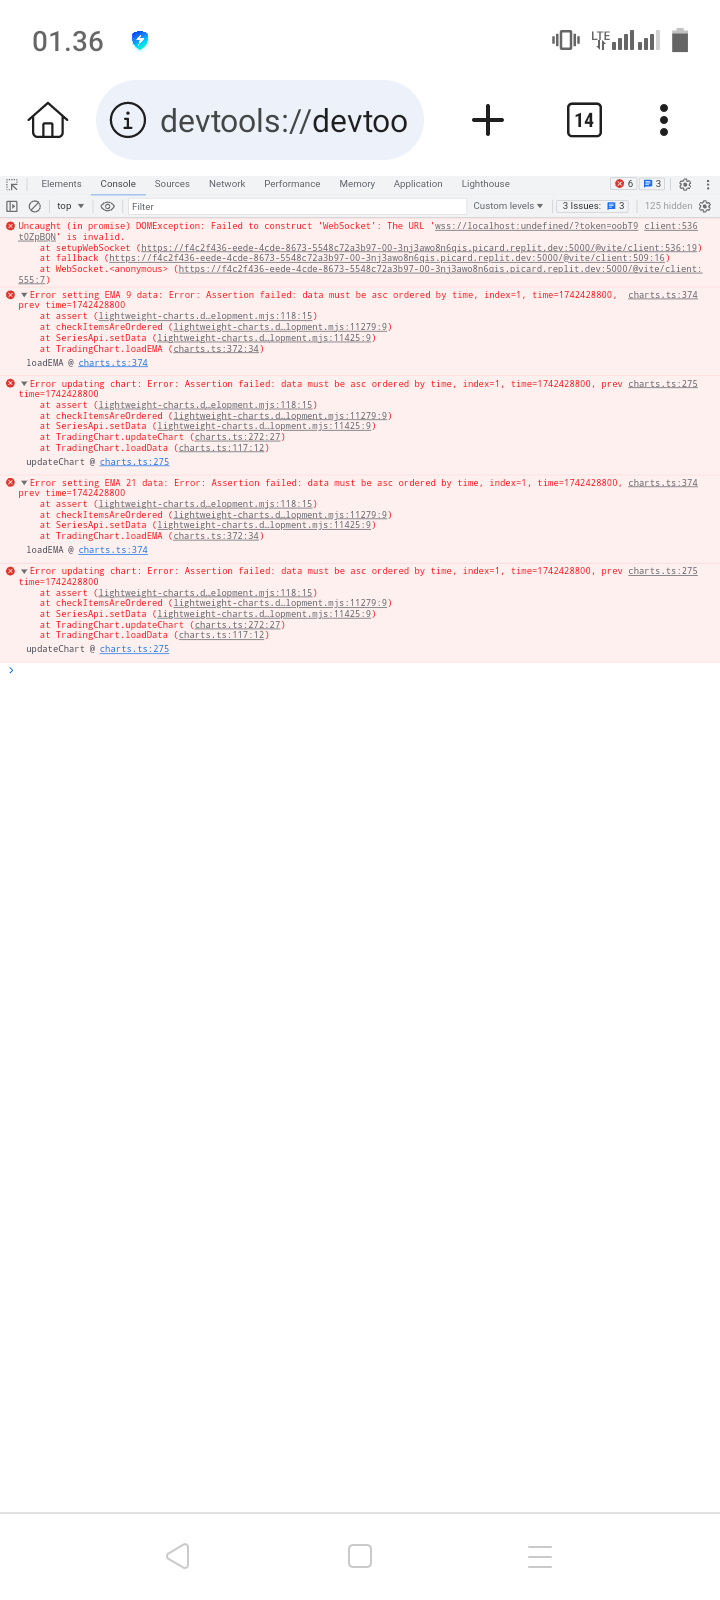 01.36
LTE
devtools://devtoo
14
Elements Console Sources Network Performance Memory Application Lighthouse 6 3
top Filter Custom levels 3 Issues: 3 125 hidden
Uncaught (in promise) DOMException: Failed to construct 'WebSocket': The URL 'wss://localhost:undefined/?token=oobT9 client:536
tOZpBON' is invalid.
at setupWebSocket (https://f4c2f436-eede-4cde-8673-5548c72a3b97-00-3nj3awo8n6qis.picard.replit.dev:5000/@vite/client:536:19)
at fallback (https://f4c2f436-eede-4cde-8673-5548c72a3b97-00-3nj3awo8n6qis.picard.replit.dev:5000/@vite/client:509:16)
at WebSocket.<anonymous> (https://f4c2f436-eede-4cde-8673-5548c72a3b97-00-3nj3awo8n6qis.picard.replit.dev:5000/@vite/client:
555:7)
Error setting EMA 9 data: Error: Assertion failed: data must be asc ordered by time, index=1, time=1742428800, charts.ts:374
prev time=1742428800
at assert (lightweight-charts.d…elopment.mjs:118:15)
at checkItemsAreOrdered (lightweight-charts.d…lopment.mjs:11279:9)
at SeriesApi.setData (lightweight-charts.d…lopment.mjs:11425:9)
at TradingChart.loadEMA (charts.ts:372:34)
loadEMA @ charts.ts:374
Error updating chart: Error: Assertion failed: data must be asc ordered by time, index=1, time=1742428800, prev charts.ts:275
time=1742428800
at assert (lightweight-charts.d…elopment.mjs:118:15)
at checkItemsAreOrdered (lightweight-charts.d…lopment.mjs:11279:9)
at SeriesApi.setData (lightweight-charts.d…lopment.mjs:11425:9)
at TradingChart.updateChart (charts.ts:272:27)
at TradingChart.loadData (charts.ts:117:12)
updateChart @ charts.ts:275
Error setting EMA 21 data: Error: Assertion failed: data must be asc ordered by time, index=1, time=1742428800, charts.ts:374
prev time=1742428800
at assert (lightweight-charts.d…elopment.mjs:118:15)
at checkItemsAreOrdered (lightweight-charts.d…lopment.mjs:11279:9)
at SeriesApi.setData (lightweight-charts.d…lopment.mjs:11425:9)
at TradingChart.loadEMA (charts.ts:372:34)
loadEMA @ charts.ts:374
Error updating chart: Error: Assertion failed: data must be asc ordered by time, index=1, time=1742428800, prev charts.ts:275
time=1742428800
at assert (lightweight-charts.d…elopment.mjs:118:15)
at checkItemsAreOrdered (lightweight-charts.d…lopment.mjs:11279:9)
at SeriesApi.setData (lightweight-charts.d…lopment.mjs:11425:9)
at TradingChart.updateChart (charts.ts:272:27)
at TradingChart.loadData (charts.ts:117:12)
updateChart @ charts.ts:275